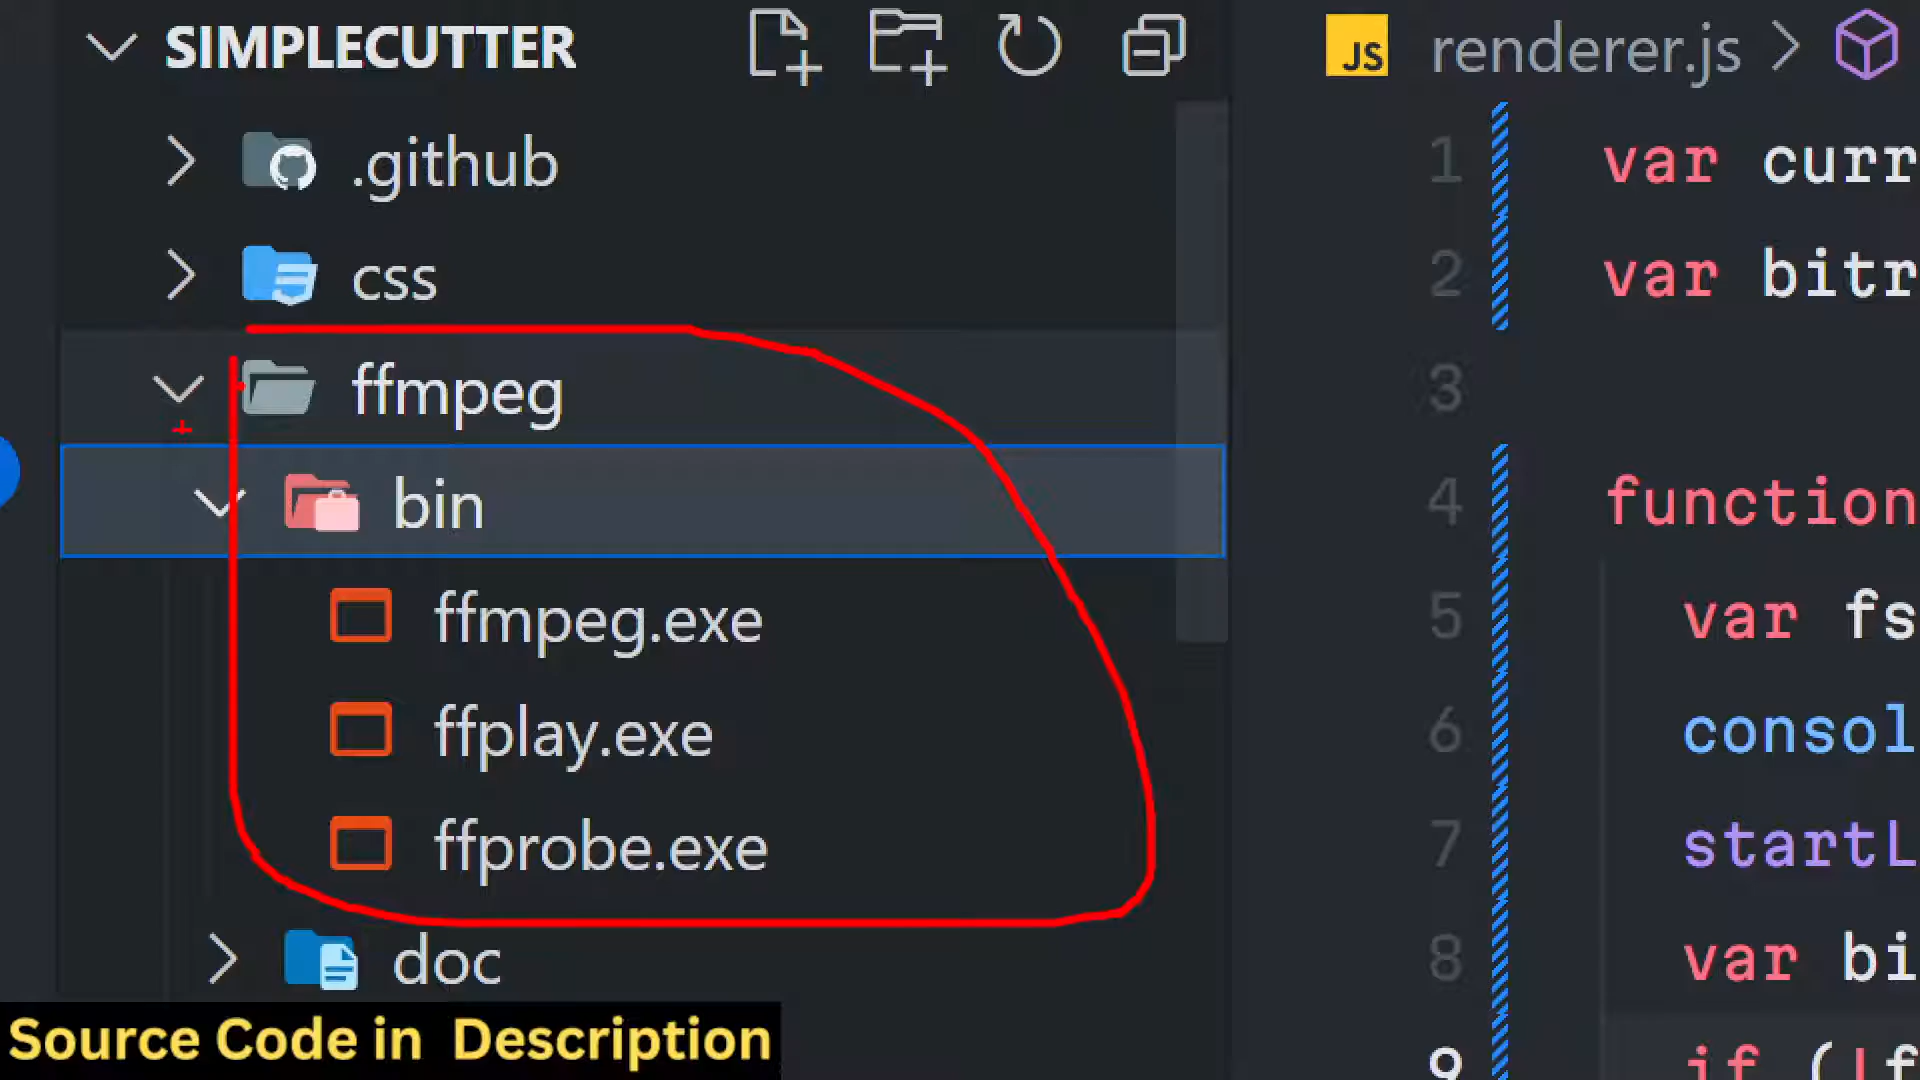 SIMPLECUTTER
.github
css
ffmpeg
bin
ffmpeg.exe
ffplay.exe
ffprobe.exe
doc
Source Code in Description
JS renderer.js
1 var curr
2 var bitr
3
4 function
5 var fs
6 consol
7 startL
8 var bi
9 if (!f